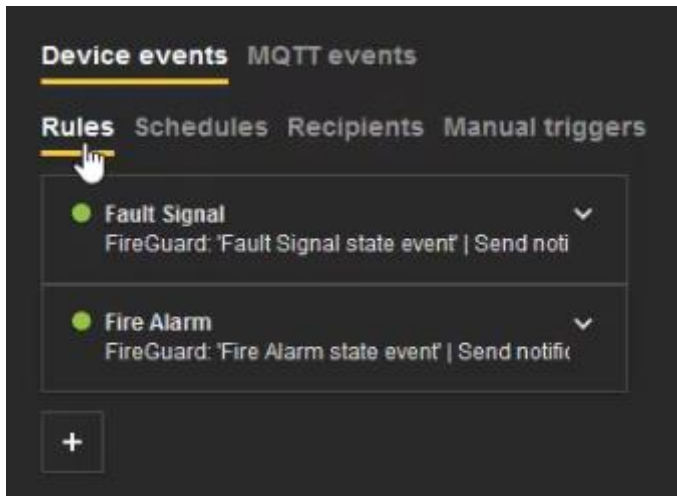 Device events MQTT events
Rules Schedules Recipients Manual triggers
Fault Signal
FireGuard: 'Fault Signal state event' | Send noti
Fire Alarm
FireGuard: 'Fire Alarm state event' | Send notific
+